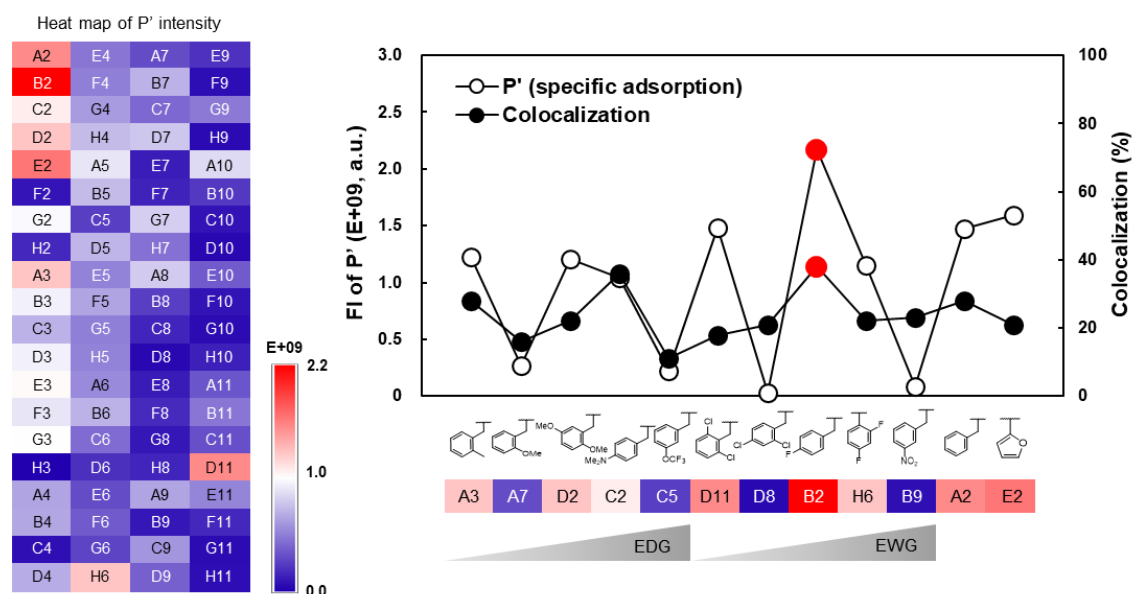 Heat map of P' intensity
A2 E4 A7 E9
B2 F4 B7 F9
C2 G4 C7 G9
D2 H4 D7 H9
E2 A5 E7 A10
F2 B5 F7 B10
G2 C5 G7 C10
H2 D5 H7 D10
A3 E5 A8 E10
B3 F5 B8 F10
C3 G5 C8 G10
D3 H5 D8 H10
E3 A6 E8 A11
F3 B6 F8 B11
G3 C6 G8 C11
H3 D6 H8 D11
A4 E6 A9 E11
B4 F6 B9 F11
C4 G6 C9 G11
D4 H6 D9 H11
E+09
2.2
1.0
0.0
FI of P' (E+09, a.u.)
3.0
2.5
2.0
1.5
1.0
0.5
0
P' (specific adsorption)
Colocalization
100
80
60
40
20
0
Colocalization (%)
OMe
MeO
OMe
Me2N
OCF3
Cl
Cl
Cl
Cl
F
F
F
NO2
O
A3 A7 D2 C2 C5 D11 D8 B2 H6 B9 A2 E2
EDG
EWG